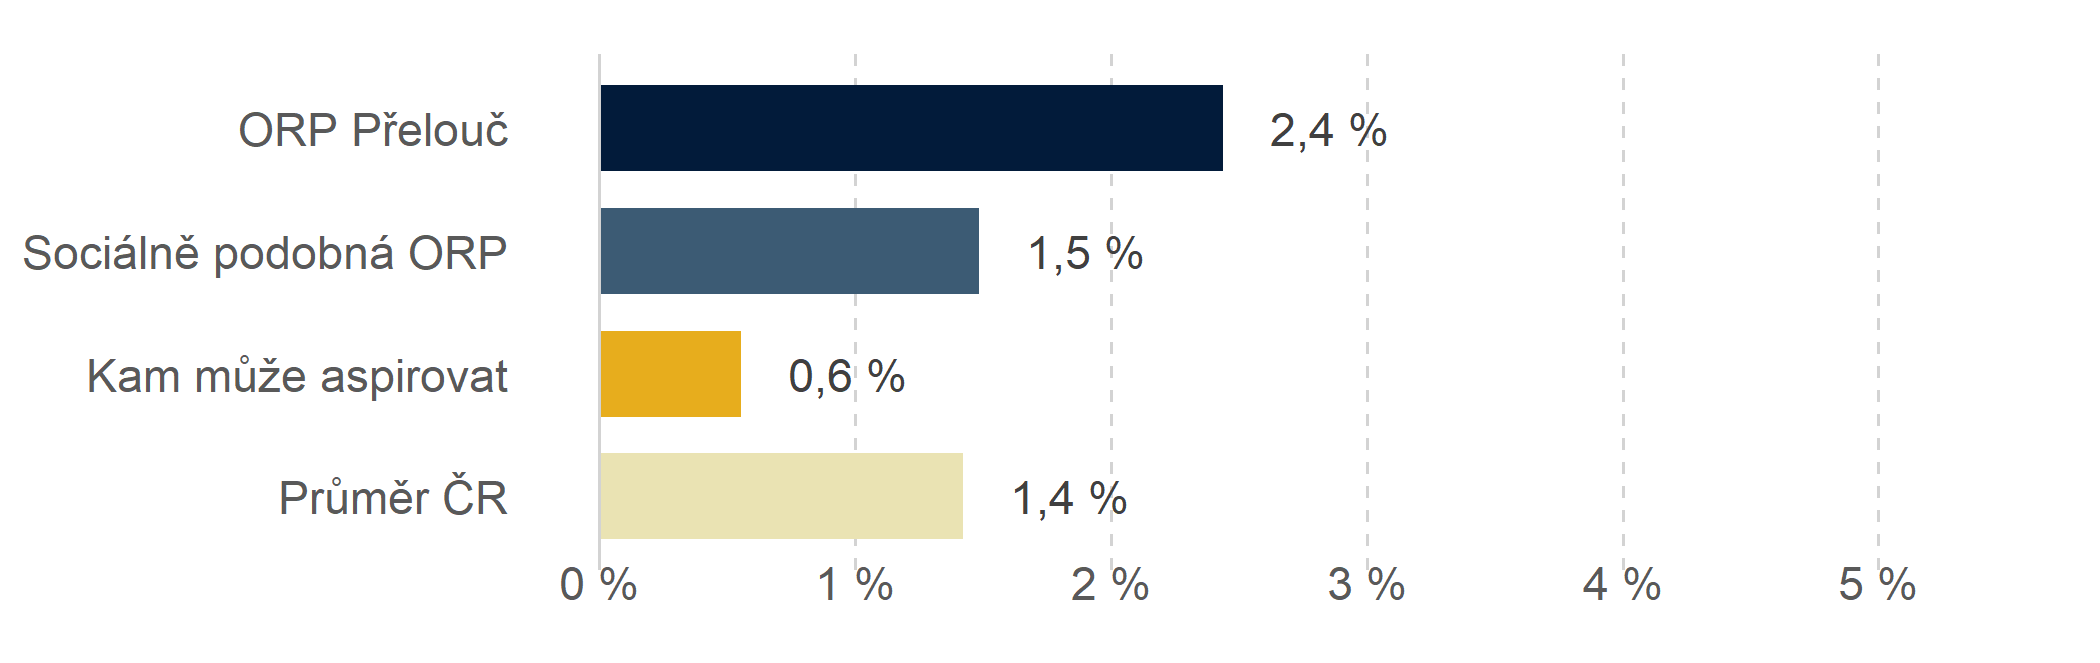 ORP Přelouč
2,4 %
Sociálně podobná ORP
1,5 %
Kam může aspirovat
0,6 %
Průměr ČR
1,4 %
0 %
1 %
2 %
3 %
4 %
5 %